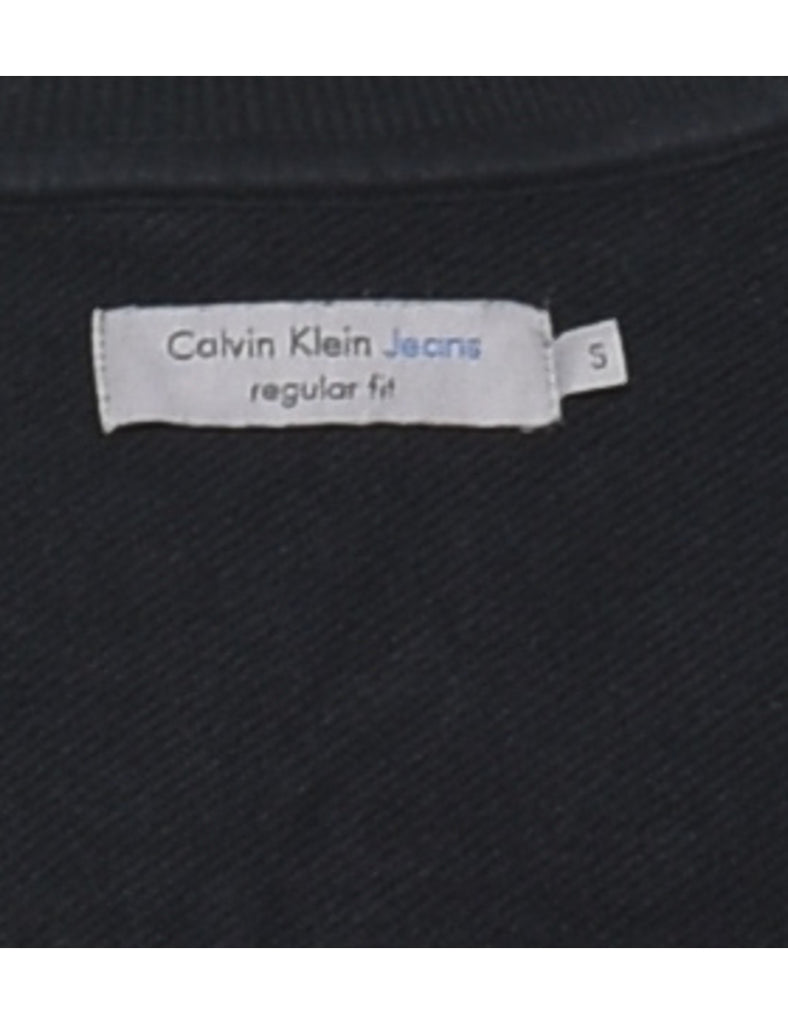 Calvin Klein Jeans
regular fit
S